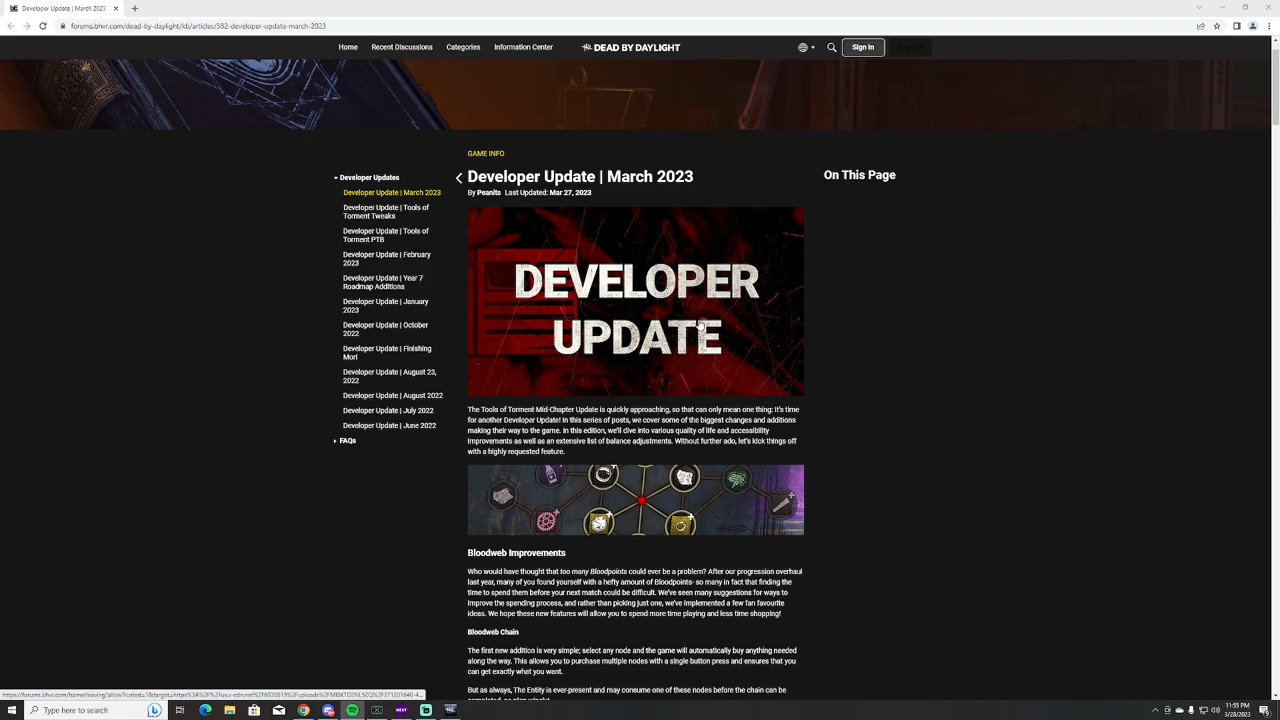 Developer Update | March 2023
forums.bhvr.com/dead-by-daylight/kb/articles/382-developer-update-march-2023
Home
Recent Discussions
Categories
Information Center
DEAD BY DAYLIGHT
Sign In
GAME INFO
Developer Updates
Developer Update | March 2023
Developer Update | Tools of
Torment Tweaks
Developer Update | Tools of
Torment PTB
Developer Update | February
2023
Developer Update | Year 7
Roadmap Additions
Developer Update | January
2023
Developer Update | October
2022
Developer Update | Finishing
Mori
Developer Update | August 23,
2022
Developer Update | August 2022
Developer Update | July 2022
Developer Update | June 2022
FAQs
Developer Update | March 2023
By Peanits Last Updated: Mar 27, 2023
On This Page
DEVELOPER
UPDATE
The Tools of Torment Mid-Chapter Update is quickly approaching, so that can only mean one thing: It's time
for another Developer Update! In this series of posts, we cover some of the biggest changes and additions
making their way to the game. In this edition, we'll dive into various quality of life and accessibility
improvements as well as an extensive list of balance adjustments. Without further ado, let's kick things off
with a highly requested feature.
Bloodweb Improvements
Who would have thought that too many Bloodpoints could ever be a problem? After our progression overhaul
last year, many of you found yourself with a hefty amount of Bloodpoints- so many in fact that finding the
time to spend them before your next match could be difficult. We've seen many suggestions for ways to
improve the spending process, and rather than picking just one, we've implemented a few fan favourite
ideas. We hope these new features will allow you to spend more time playing and less time shopping!
Bloodweb Chain
The first new addition is very simple; select any node and the game will automatically buy anything needed
along the way. This allows you to purchase multiple nodes with a single button press and ensures that you
can get exactly what you want.
But as always, The Entity is ever-present and may consume one of these nodes before the chain can be
Type here to search
NEXT
11:55 PM
3/28/2023